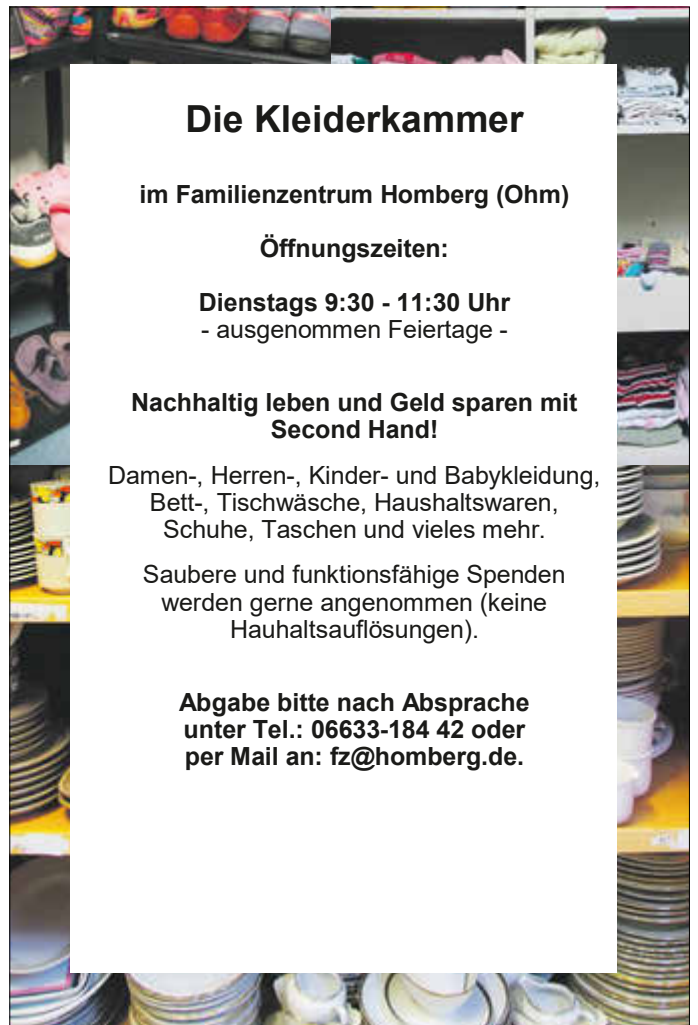 Die Kleiderkammer
im Familienzentrum Homberg (Ohm)
Öffnungszeiten:
Dienstags 9:30 - 11:30 Uhr
- ausgenommen Feiertage -
Nachhaltig leben und Geld sparen mit
Second Hand!
Damen-, Herren-, Kinder- und Babykleidung,
Bett-, Tischwäsche, Haushaltswaren,
Schuhe, Taschen und vieles mehr.
Saubere und funktionsfähige Spenden
werden gerne angenommen (keine
Hauhaltsauflösungen).
Abgabe bitte nach Absprache
unter Tel.: 06633-184 42 oder
per Mail an: fz@homberg.de.